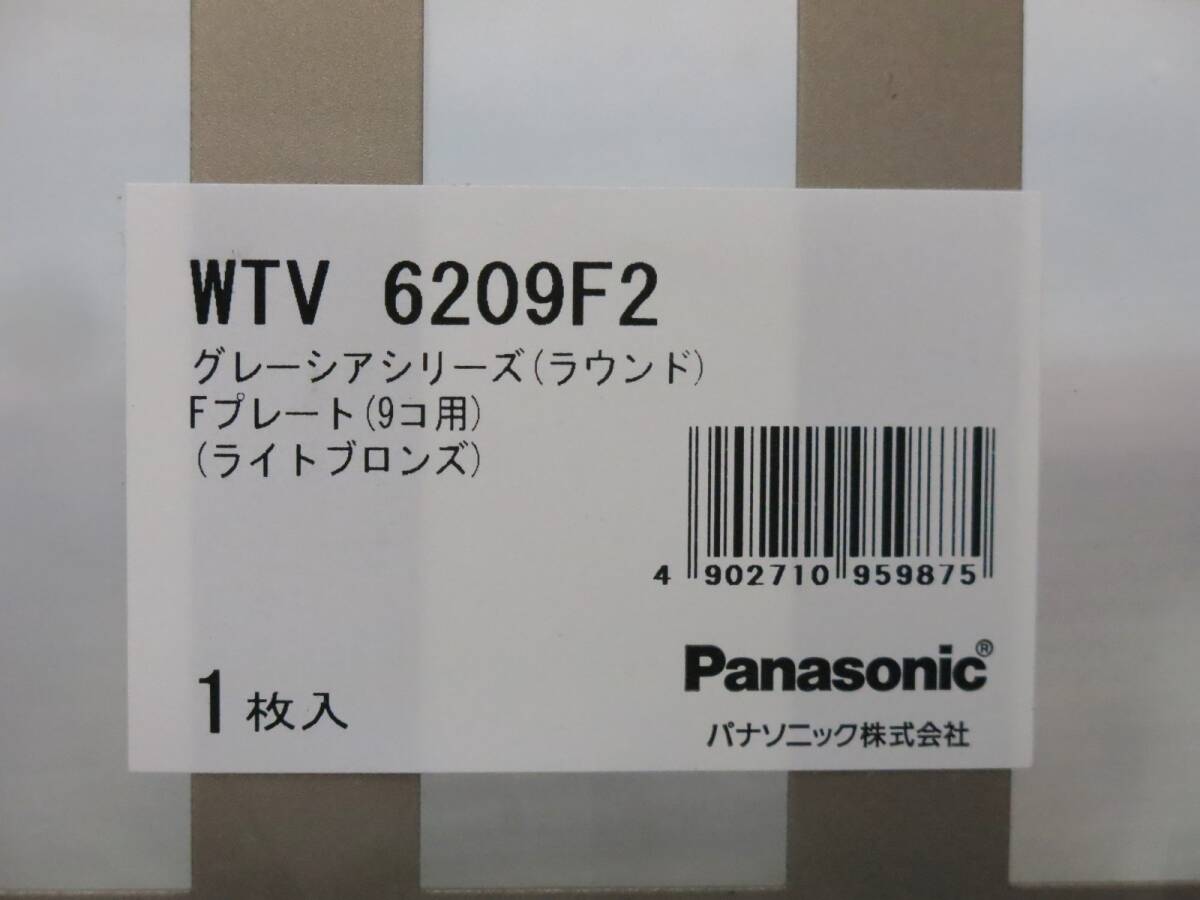 WTV 6209F2
グレーシアシリーズ(ラウンド)
Fプレート(9コ用)
(ライトブロンズ)
4 902710 959875
1枚入
Panasonic®
パナソニック株式会社